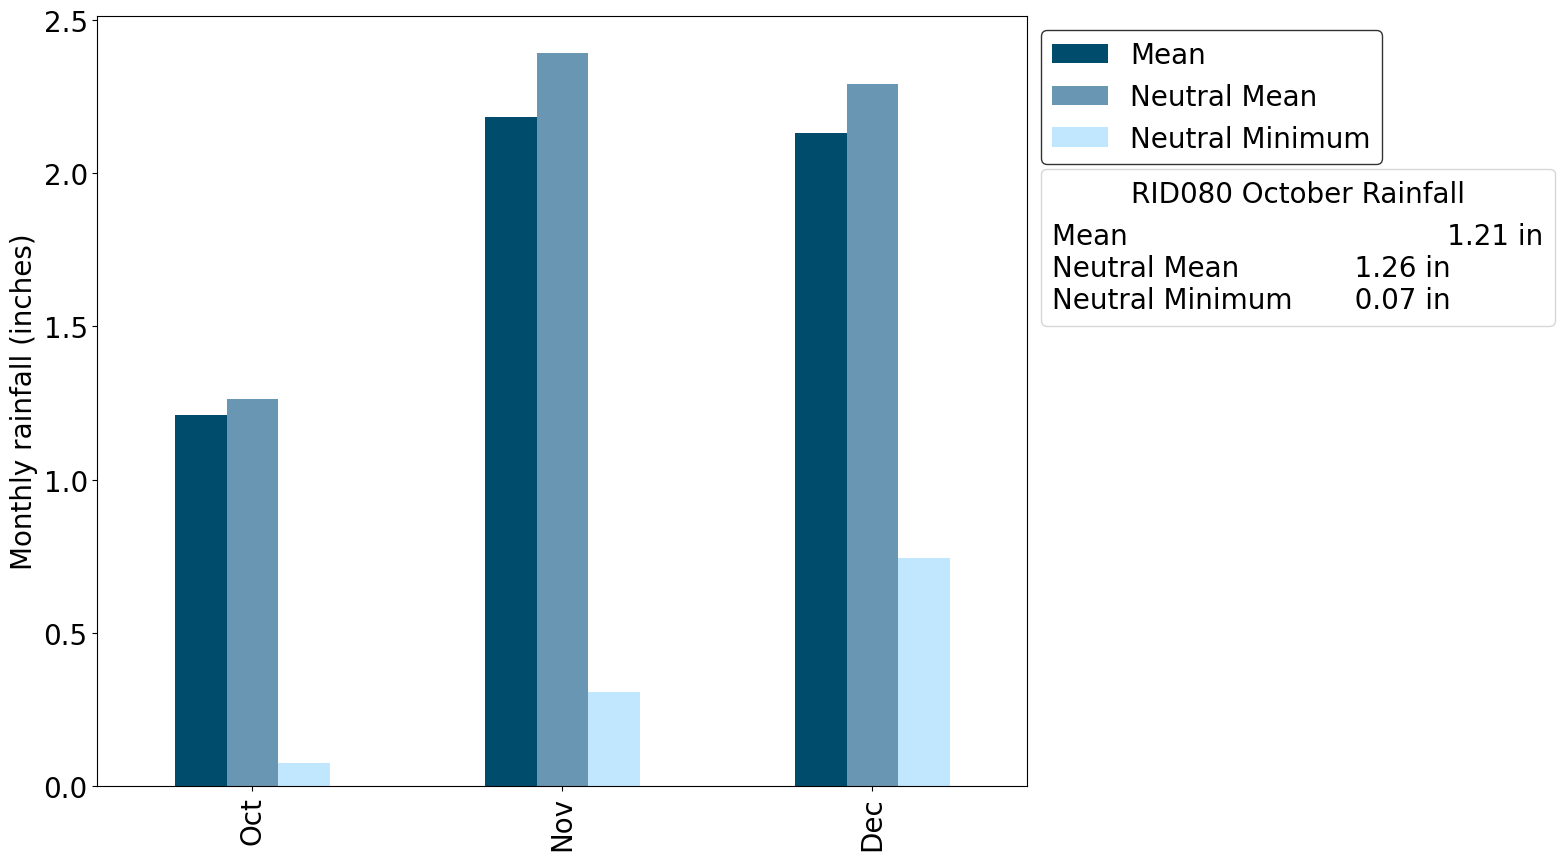 2.5
2.0
1.5
1.0
0.5
0.0
Monthly rainfall (inches)
Oct
Nov
Dec
Mean
Neutral Mean
Neutral Minimum
RID080 October Rainfall
Mean 1.21 in
Neutral Mean 1.26 in
Neutral Minimum 0.07 in